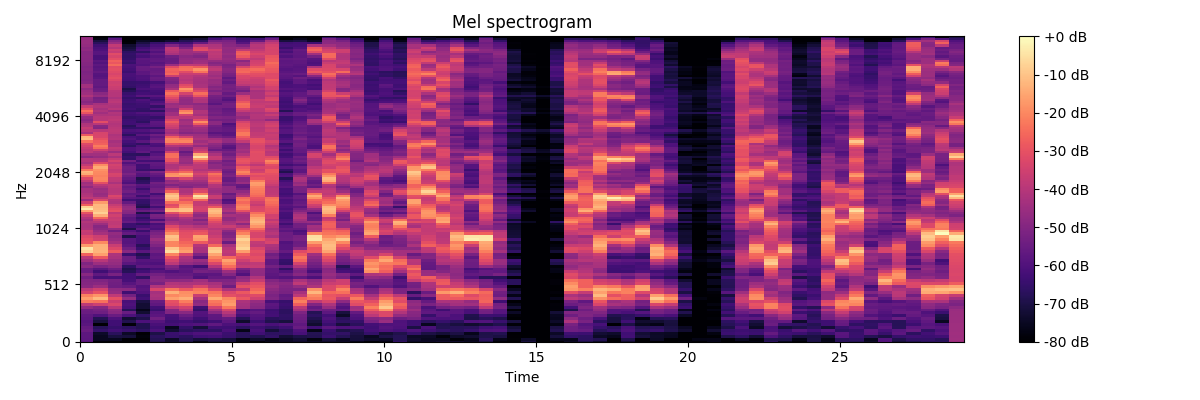 Mel spectrogram
Hz
8192
4096
2048
1024
512
0
0 5 10 15 20 25
Time
+0 dB
-10 dB
-20 dB
-30 dB
-40 dB
-50 dB
-60 dB
-70 dB
-80 dB